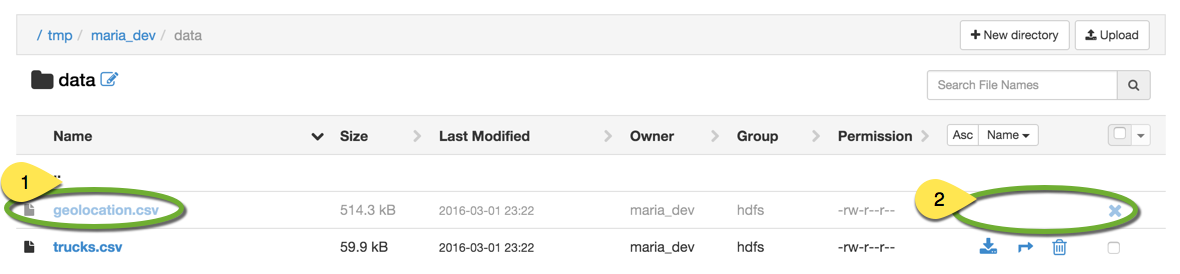 / tmp / maria_dev / data
New directory
Upload
data
Search File Names
Name Size Last Modified Owner Group Permission Asc Name
1 ..
geolocation.csv 514.3 kB 2016-03-01 23:22 maria_dev hdfs -rw-r--r-- 2
trucks.csv 59.9 kB 2016-03-01 23:22 maria_dev hdfs -rw-r--r--